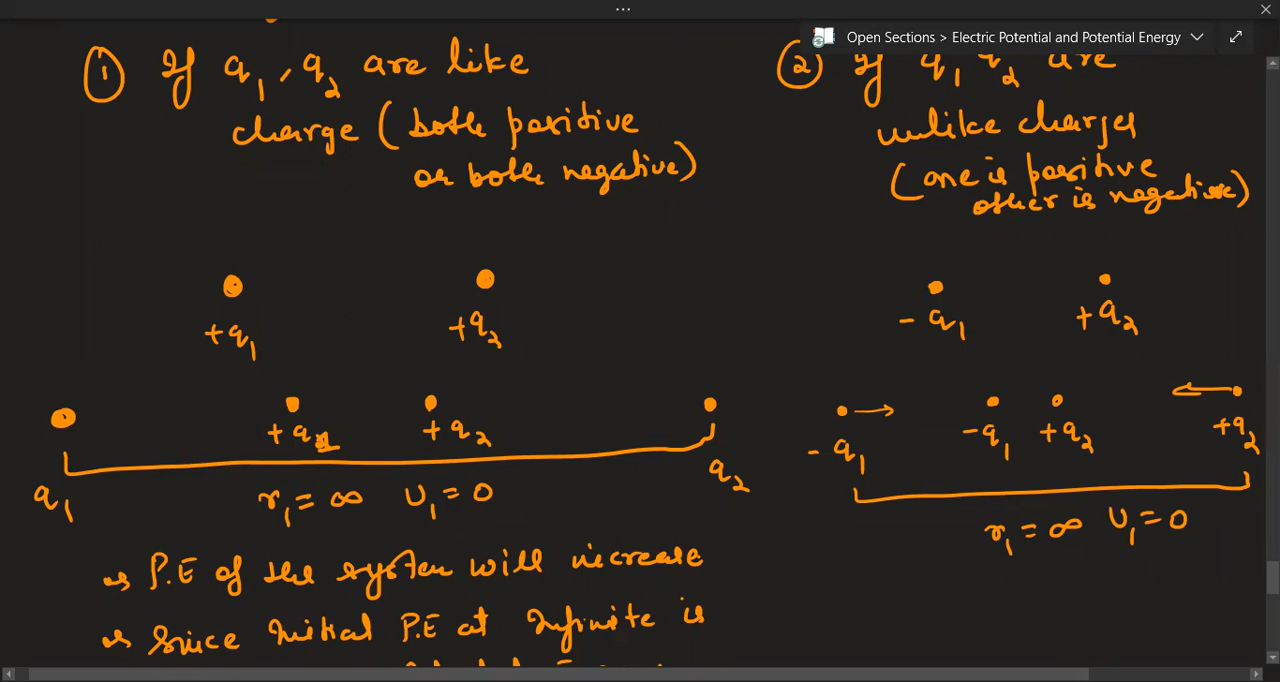 ...
Open Sections > Electric Potential and Potential Energy
① If q1, q2 are like
charge (both positive
or both negative)
+q1 +q2
+q1 +q2
q1 q2
r1 = ∞ U1 = 0
⇒ P.E of the system will increase
⇒ Since initial P.E at infinite is
② If q1 q2 are
unlike charges
(one is positive
other is negative)
-q1 +q2
-q1 -q1 +q2 +q2
r1 = ∞ U1 = 0